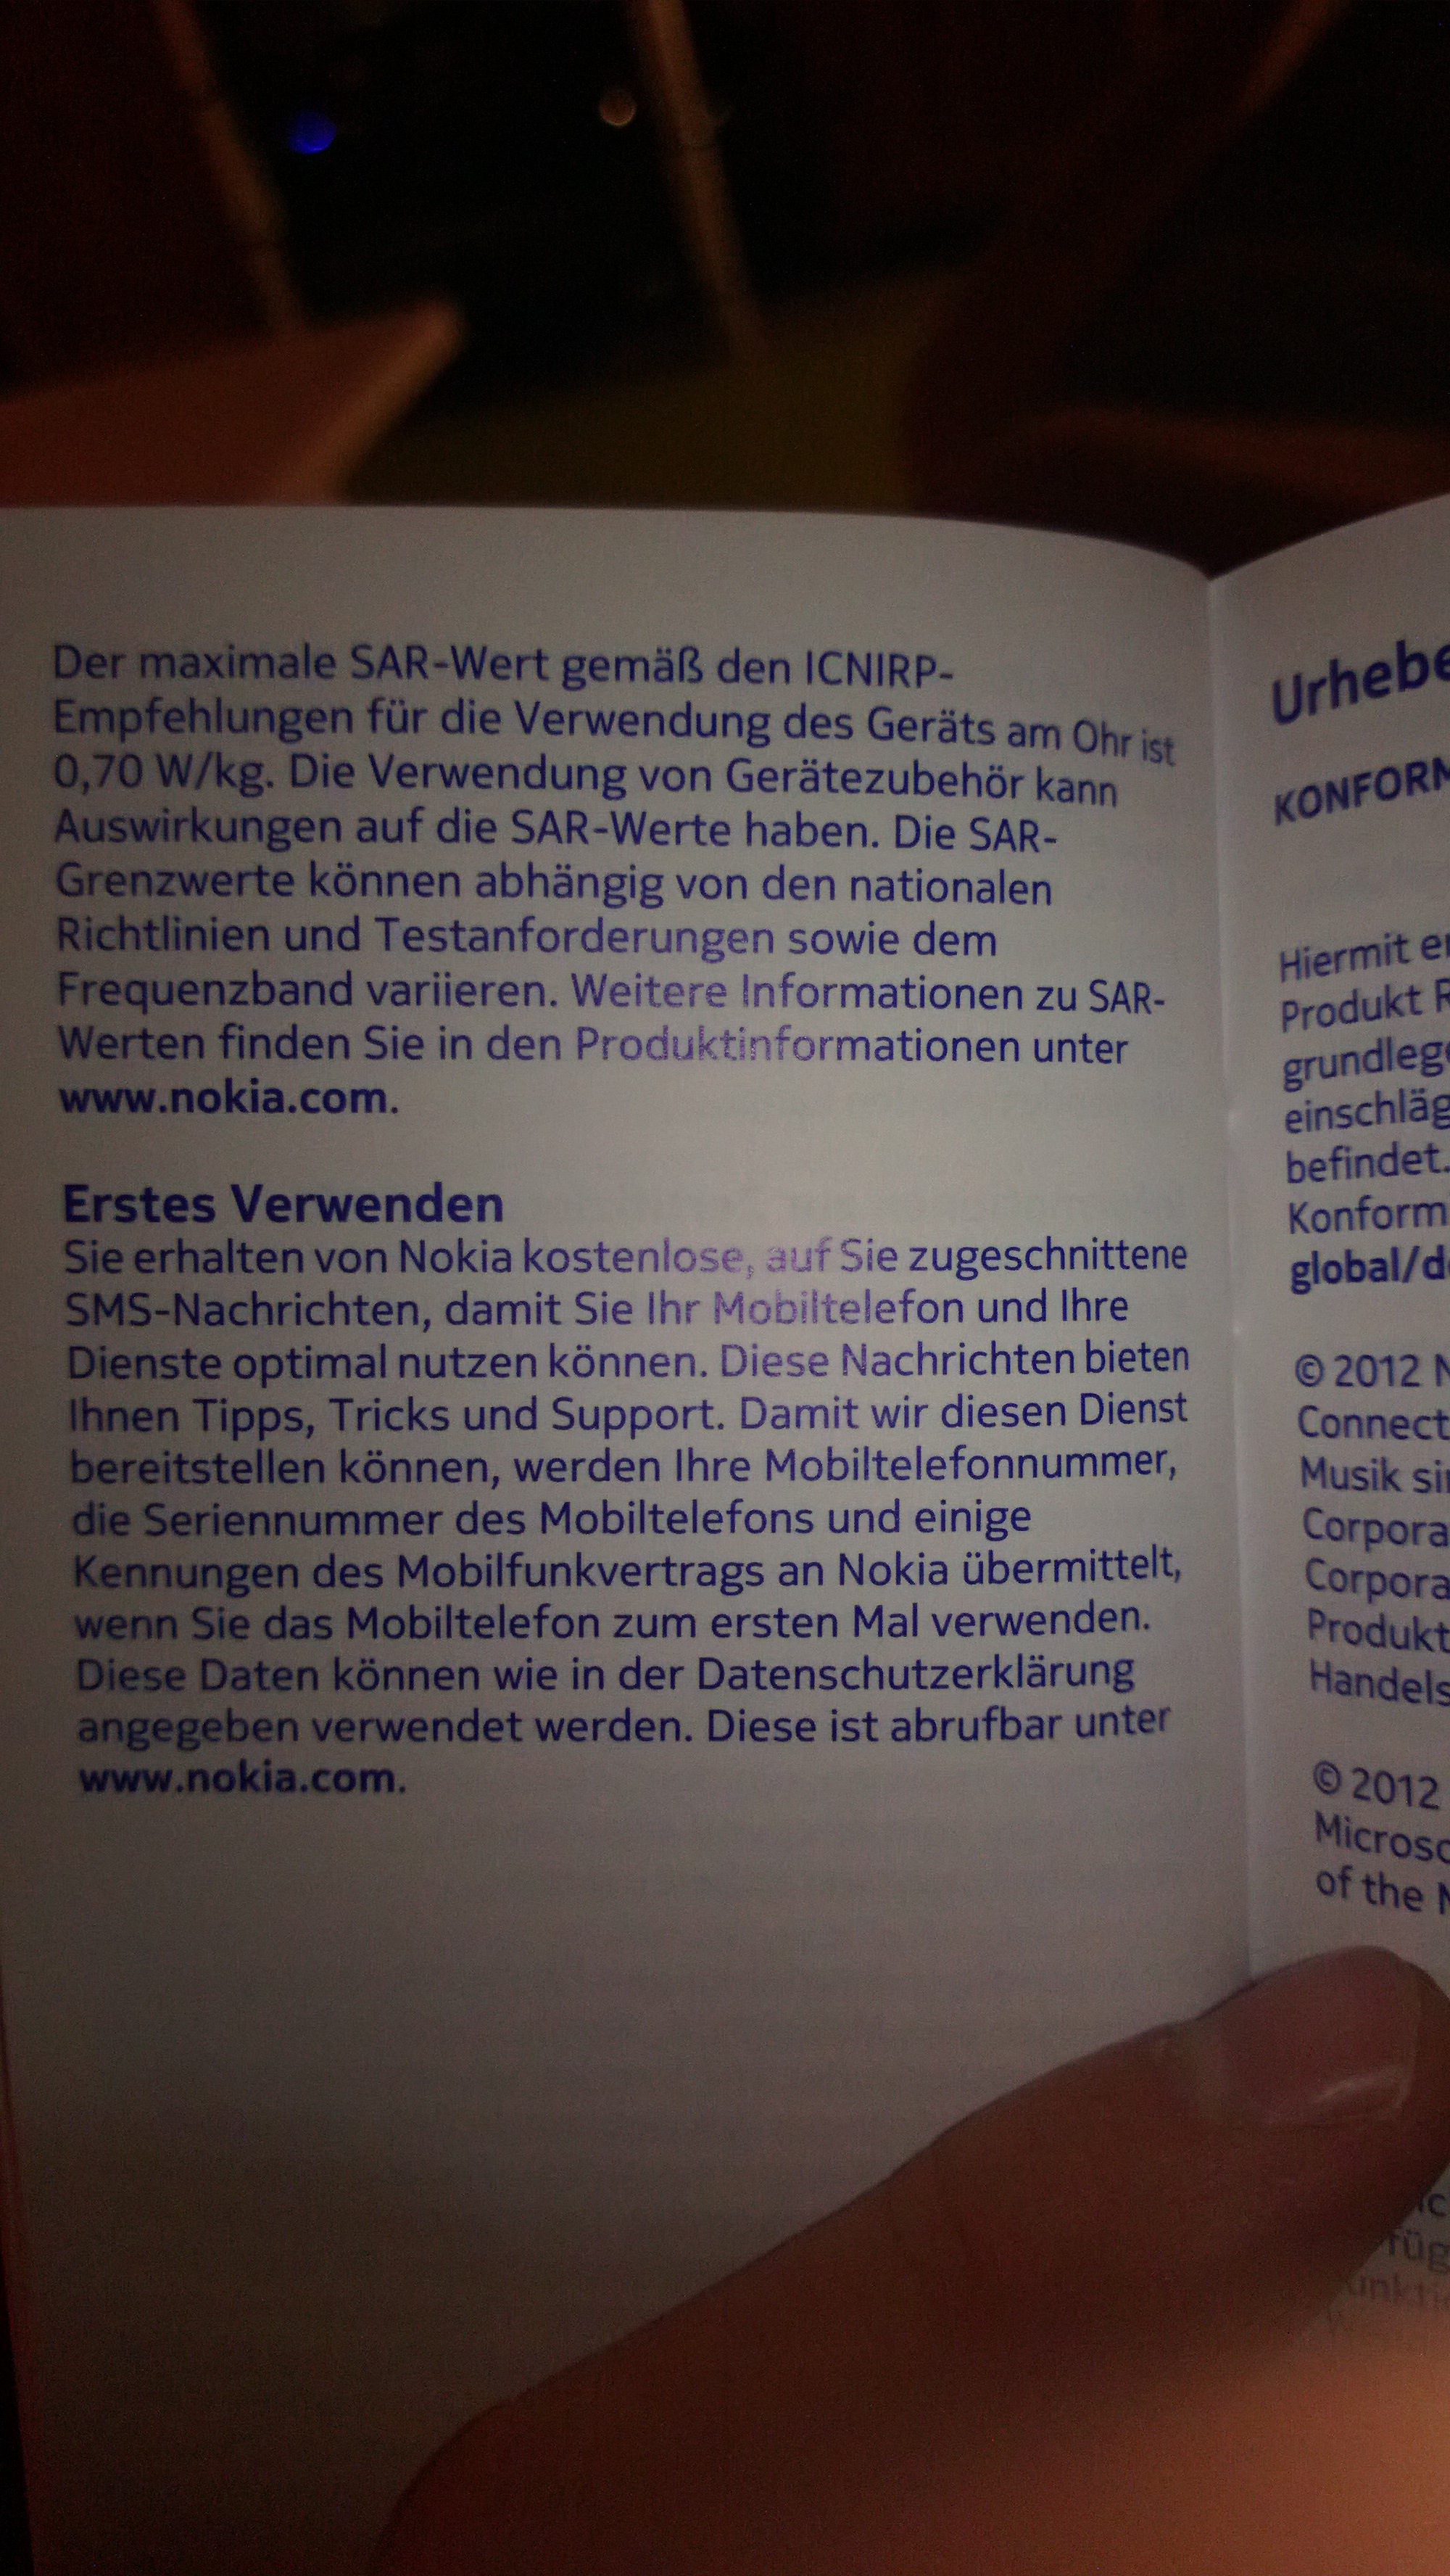 Der maximale SAR-Wert gemäß den ICNIRP-
Empfehlungen für die Verwendung des Geräts am Ohr ist
0,70 W/kg. Die Verwendung von Gerätezubehör kann
Auswirkungen auf die SAR-Werte haben. Die SAR-
Grenzwerte können abhängig von den nationalen
Richtlinien und Testanforderungen sowie dem
Frequenzband variieren. Weitere Informationen zu SAR-
Werten finden Sie in den Produktinformationen unter
www.nokia.com.
Erstes Verwenden
Sie erhalten von Nokia kostenlose, auf Sie zugeschnittene
SMS-Nachrichten, damit Sie Ihr Mobiltelefon und Ihre
Dienste optimal nutzen können. Diese Nachrichten bieten
Ihnen Tipps, Tricks und Support. Damit wir diesen Dienst
bereitstellen können, werden Ihre Mobiltelefonnummer,
die Seriennummer des Mobiltelefons und einige
Kennungen des Mobilfunkvertrags an Nokia übermittelt,
wenn Sie das Mobiltelefon zum ersten Mal verwenden.
Diese Daten können wie in der Datenschutzerklärung
angegeben verwendet werden. Diese ist abrufbar unter
www.nokia.com.
Urhebe
KONFORM
Hiermit er
Produkt R
grundlege
einschläg
befindet.
Konform
global/d
© 2012 N
Connect
Musik si
Corpora
Corpora
Produkt
Handels
© 2012
Microso
of the N